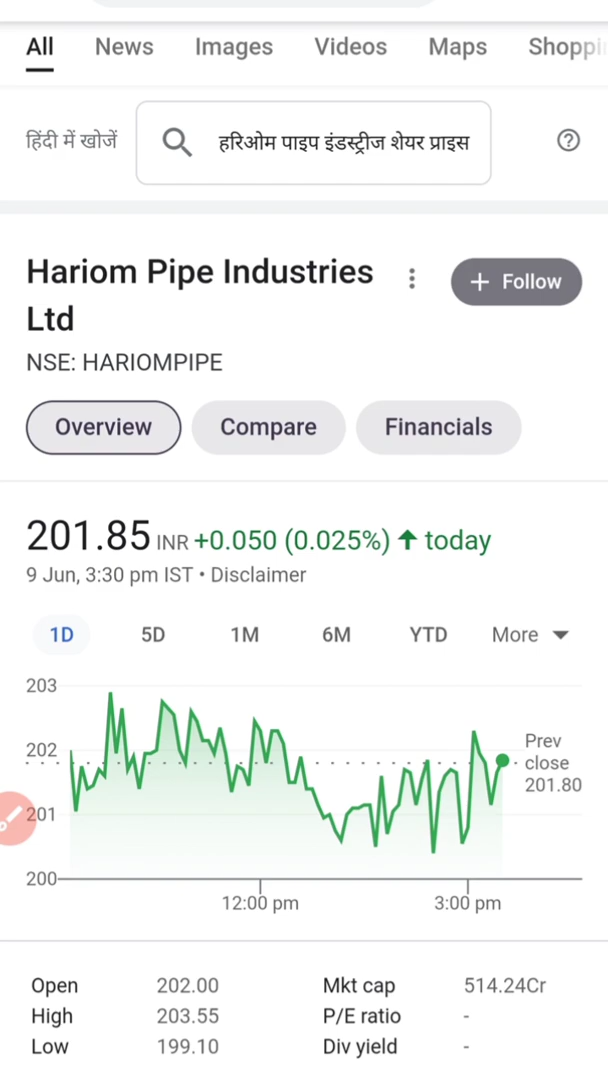 All News Images Videos Maps Shoppi
हिंदी में खोजें हरिओम पाइप इंडस्ट्रीज शेयर प्राइस
Hariom Pipe Industries
Ltd
+ Follow
NSE: HARIOMPIPE
Overview Compare Financials
201.85 INR +0.050 (0.025%) ↑ today
9 Jun, 3:30 pm IST • Disclaimer
1D 5D 1M 6M YTD More
203
202
201
200
Prev
close
201.80
12:00 pm 3:00 pm
Open 202.00 Mkt cap 514.24Cr
High 203.55 P/E ratio -
Low 199.10 Div yield -